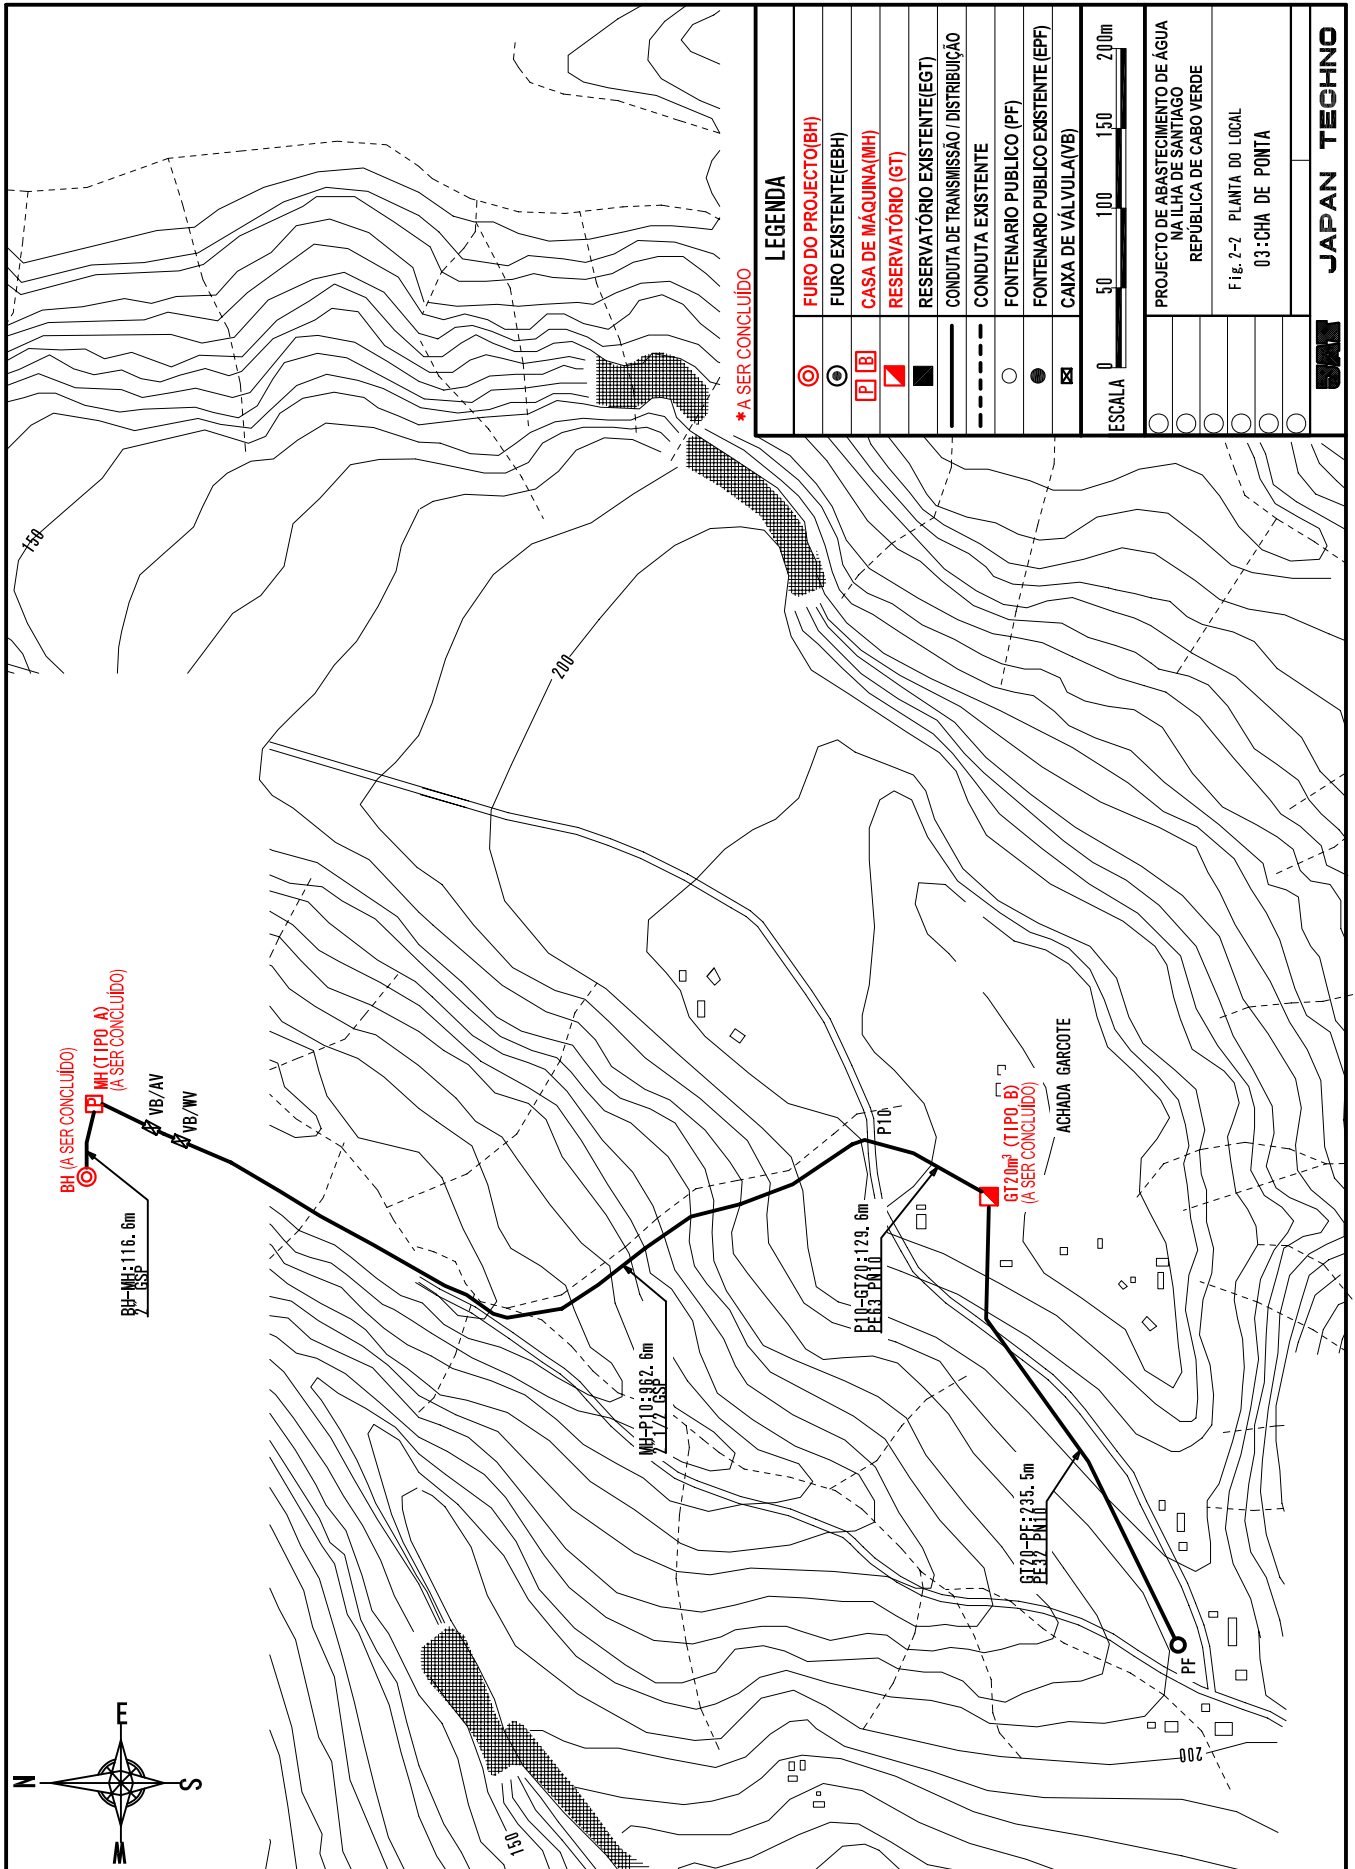 N
E
S
W
BH (A SER CONCLUÍDO)
MH (TIPO A)
(A SER CONCLUÍDO)
VB/AV
VB/WV
BH-MH:116.6m
2" GSP
MH-P10:962.6m
2 1/2 GSP
P10
P10-GT20:129.6m
PE63 PN10
GT20m³ (TIPO B)
(A SER CONCLUÍDO)
ACHADA GARCOTE
GT20-PF:235.5m
PE32 PN10
PF
150
200
150
200
*A SER CONCLUÍDO
LEGENDA
FURO DO PROJECTO(BH)
FURO EXISTENTE(EBH)
P B CASA DE MÁQUINA(MH)
RESERVATÓRIO (GT)
RESERVATÓRIO EXISTENTE(EGT)
CONDUTA DE TRANSMISSÃO / DISTRIBUIÇÃO
CONDUTA EXISTENTE
FONTENARIO PUBLICO (PF)
FONTENARIO PUBLICO EXISTENTE (EPF)
CAIXA DE VÁLVULA(VB)
ESCALA 0 50 100 150 200m
PROJECTO DE ABASTECIMENTO DE ÁGUA
NA ILHA DE SANTIAGO
REPÚBLICA DE CABO VERDE
Fig. 2-2 PLANTA DO LOCAL
03:CHA DE PONTA
JAPAN TECHNO